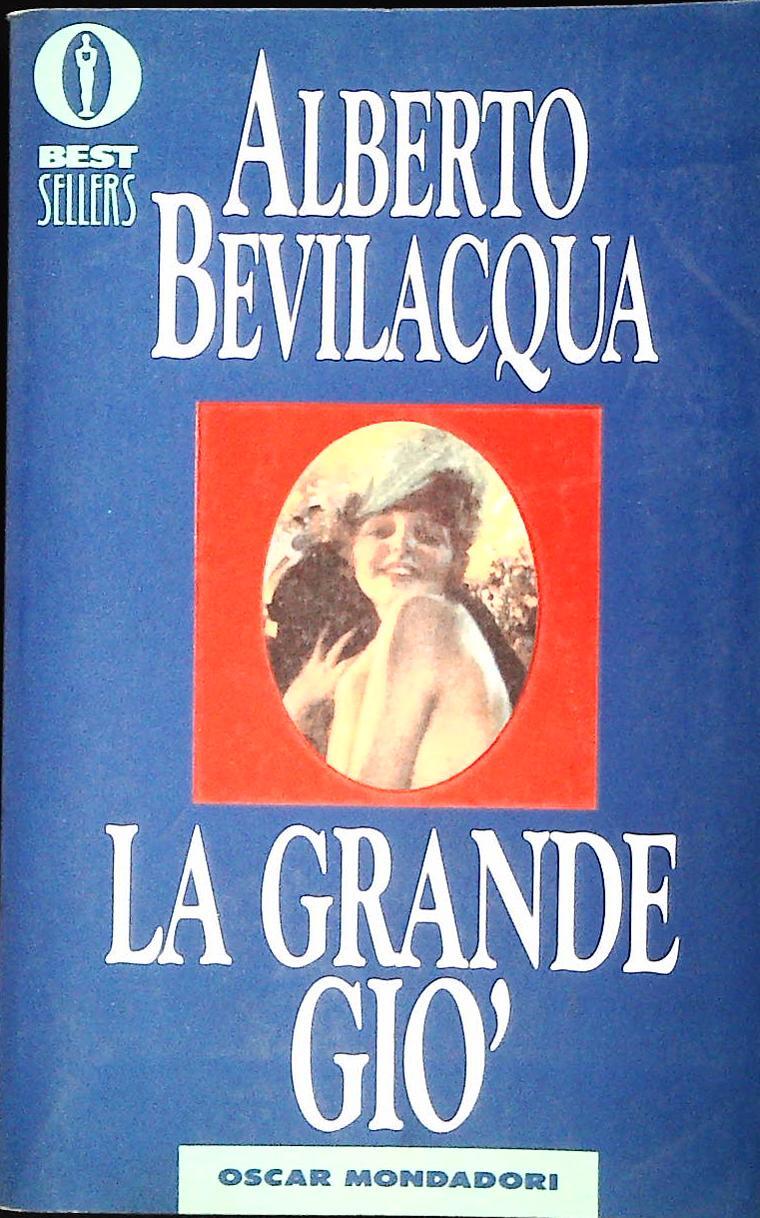 BEST
SELLERS
ALBERTO
BEVILACQUA
LA GRANDE
GIO'
OSCAR MONDADORI